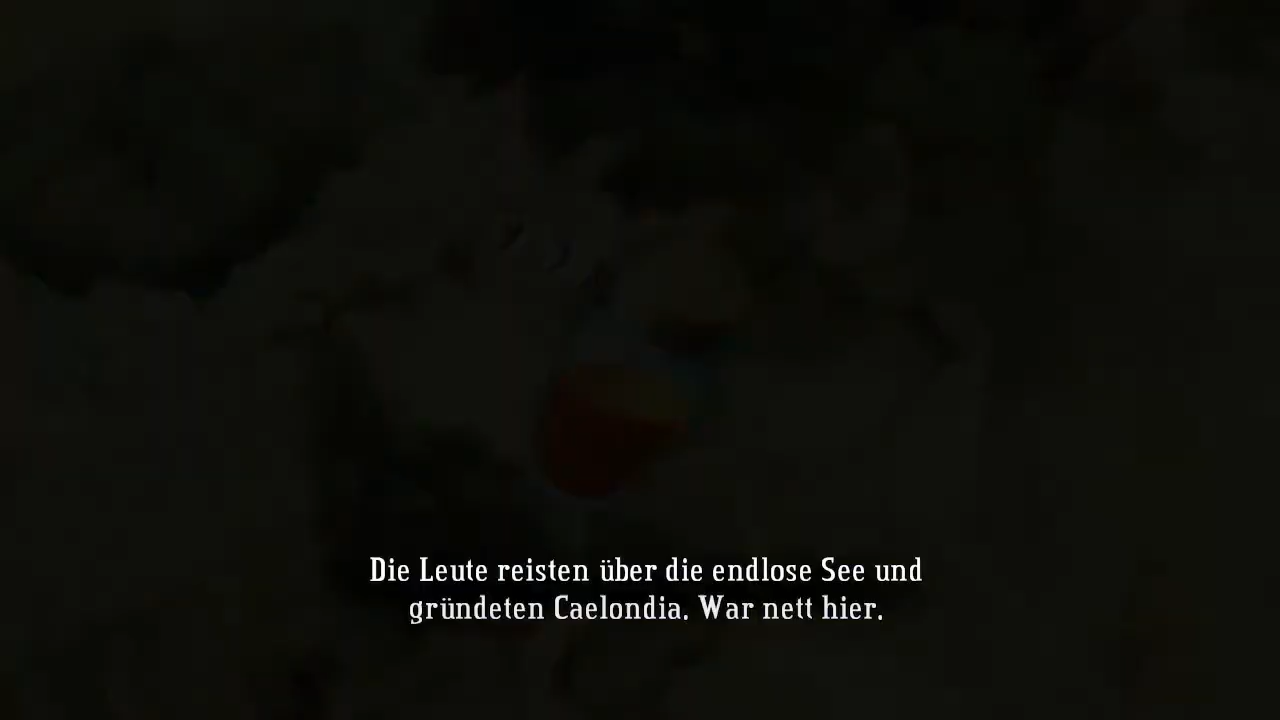 Die Leute reisten über die endlose See und
gründeten Caelondia. War nett hier.